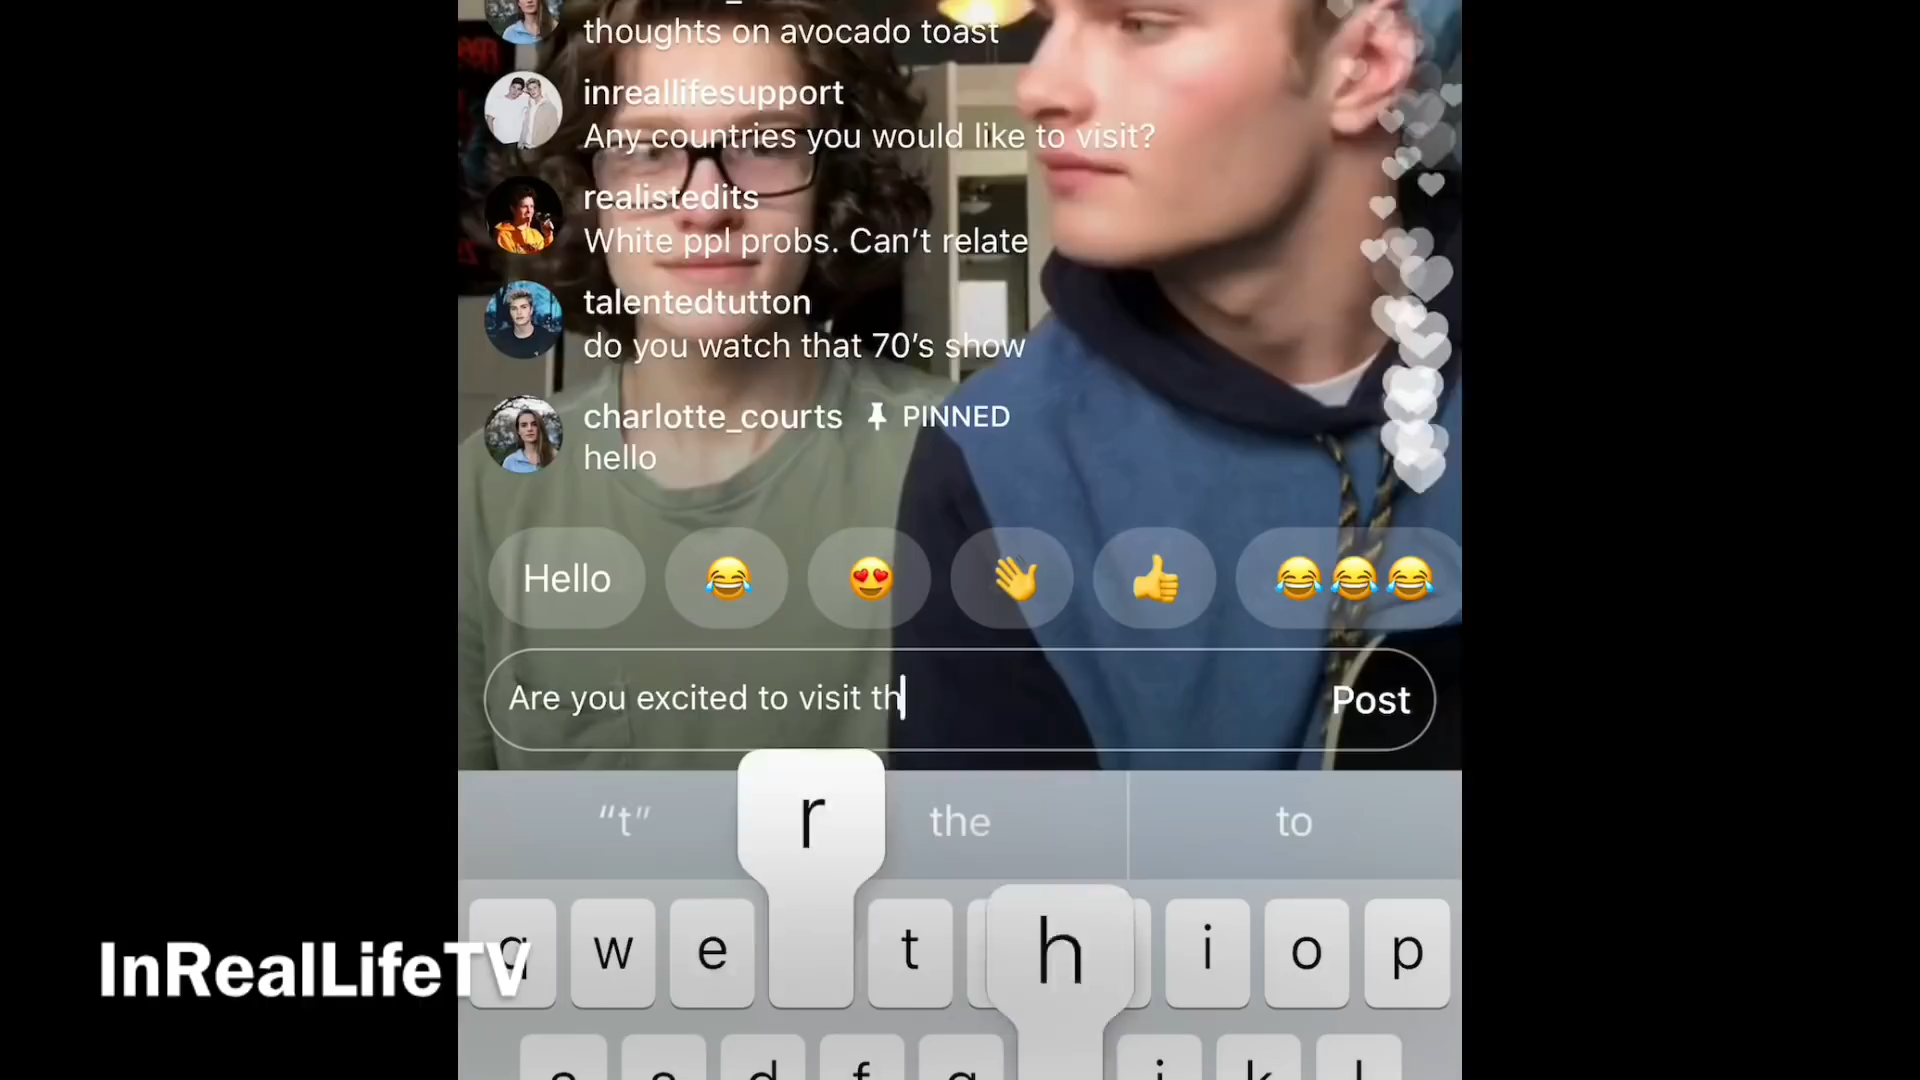 thoughts on avocado toast
inreallifesupport
Any countries you would like to visit?
realistedits
White ppl probs. Can't relate
talentedtutton
do you watch that 70's show
charlotte_courts PINNED
hello
Hello
Are you excited to visit th
Post
"t" the to
r
q w e t h i o p
InRealLifeTV
a s d f g j k l